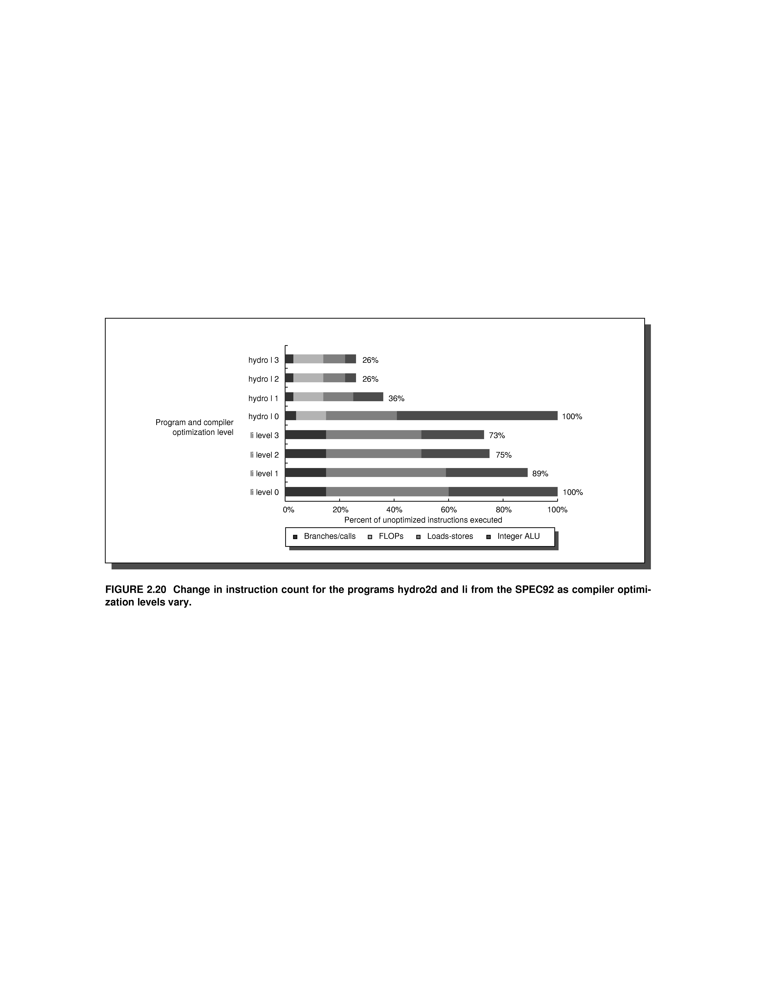 hydro l 3 26%
hydro l 2 26%
hydro l 1 36%
hydro l 0 100%
Program and compiler
optimization level
li level 3 73%
li level 2 75%
li level 1 89%
li level 0 100%
0% 20% 40% 60% 80% 100%
Percent of unoptimized instructions executed
Branches/calls FLOPs Loads-stores Integer ALU
FIGURE 2.20 Change in instruction count for the programs hydro2d and li from the SPEC92 as compiler optimi-
zation levels vary.